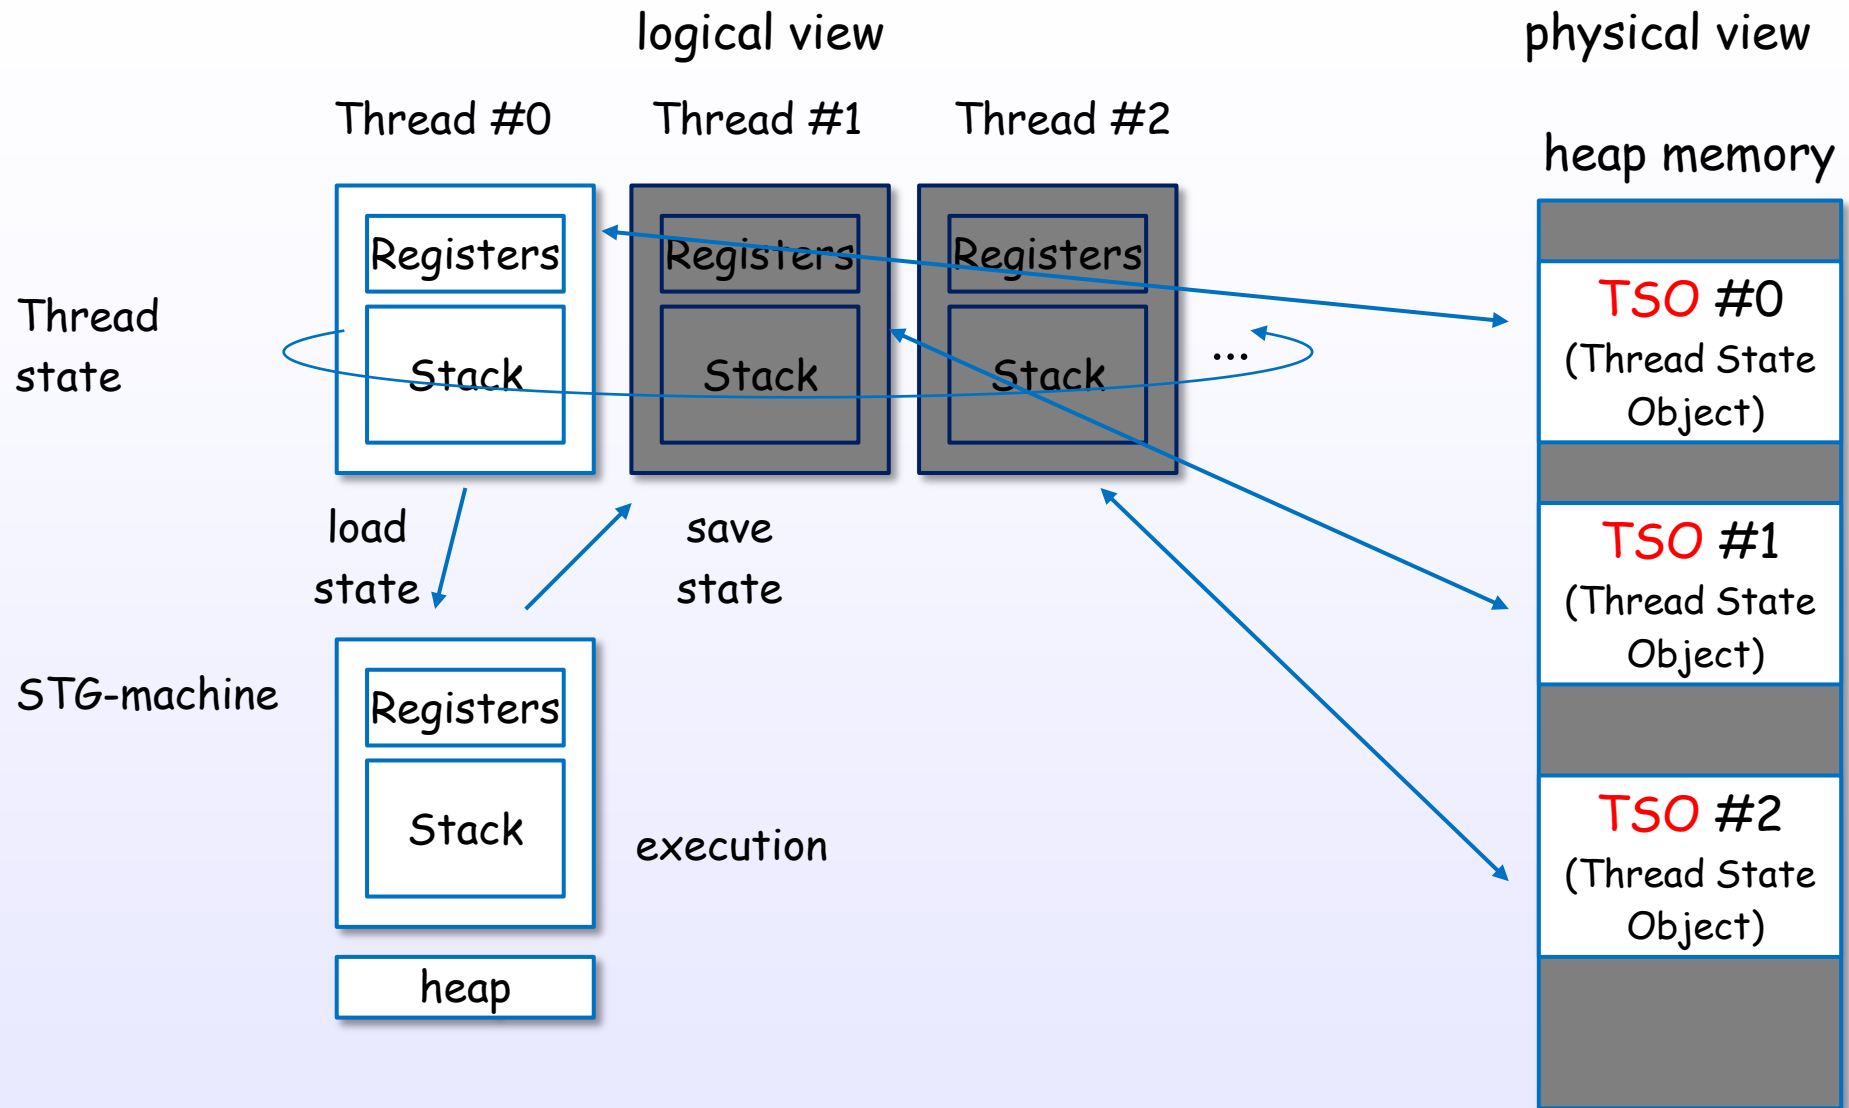 logical view
physical view
Thread #0
Thread #1
Thread #2
heap memory
Thread
state
Registers
Stack
Registers
Stack
Registers
Stack
...
TSO #0
(Thread State
Object)
load
state
save
state
TSO #1
(Thread State
Object)
STG-machine
Registers
Stack
execution
heap
TSO #2
(Thread State
Object)